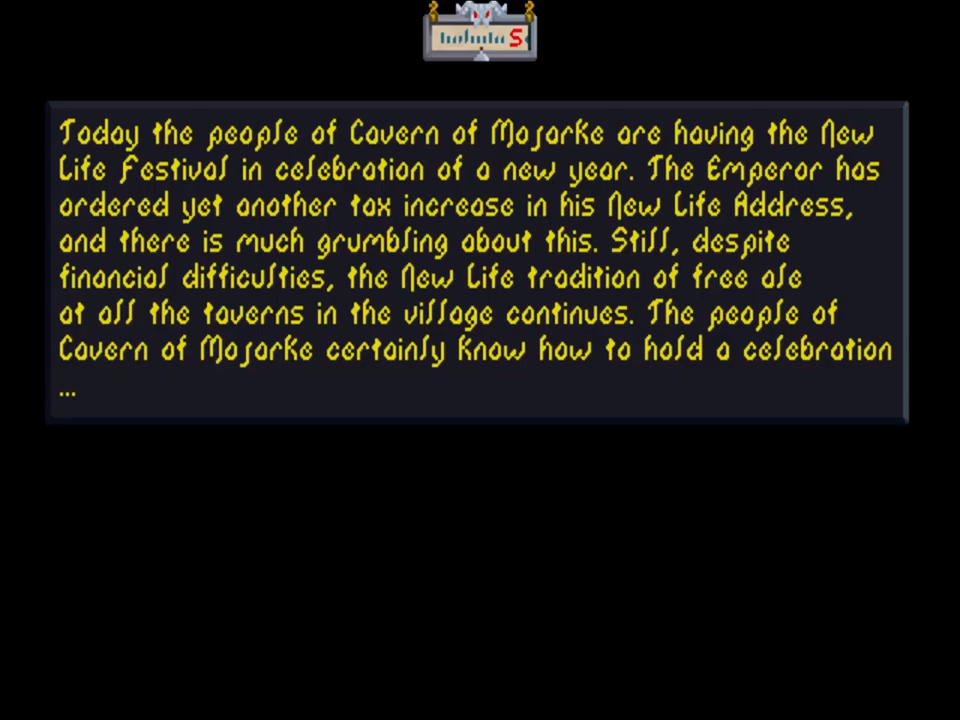 S
Today the people of Cavern of Mojarke are having the New
Life Festival in celebration of a new year. The Emperor has
ordered yet another tax increase in his New Life Address,
and there is much grumbling about this. Still, despite
financial difficulties, the New Life tradition of free ale
at all the taverns in the village continues. The people of
Cavern of Mojarke certainly know how to hold a celebration
...